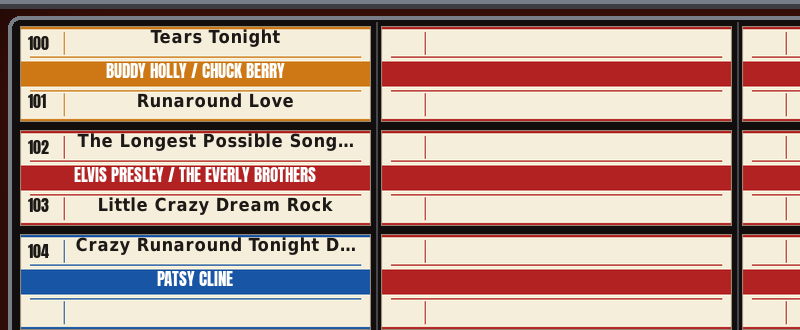 100 Tears Tonight
BUDDY HOLLY / CHUCK BERRY
101 Runaround Love
102 The Longest Possible Song...
ELVIS PRESLEY / THE EVERLY BROTHERS
103 Little Crazy Dream Rock
104 Crazy Runaround Tonight D...
PATSY CLINE